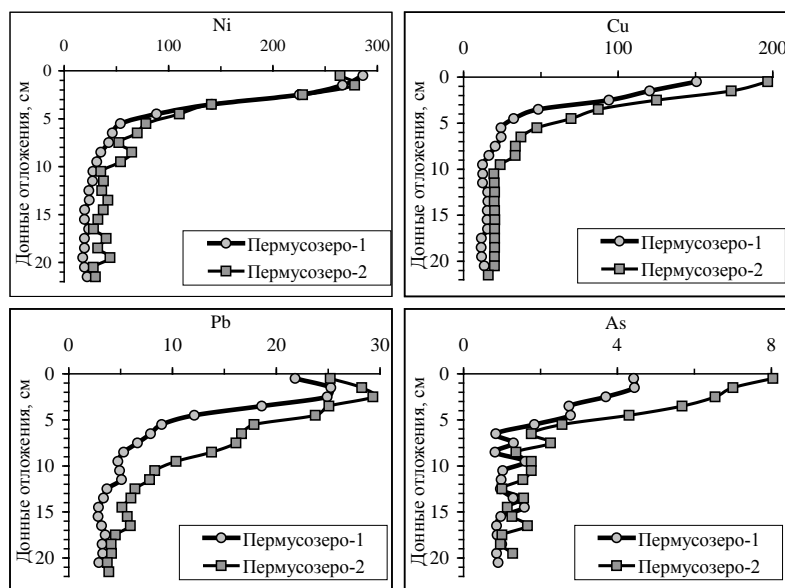 Ni
0 100 200 300
Донные отложения, см
0
5
10
15
20
Пермусозеро-1
Пермусозеро-2
Cu
0 100 200
Донные отложения, см
0
5
10
15
20
Пермусозеро-1
Пермусозеро-2
Pb
0 10 20 30
Донные отложения, см
0
5
10
15
20
Пермусозеро-1
Пермусозеро-2
As
0 4 8
Донные отложения, см
0
5
10
15
20
Пермусозеро-1
Пермусозеро-2